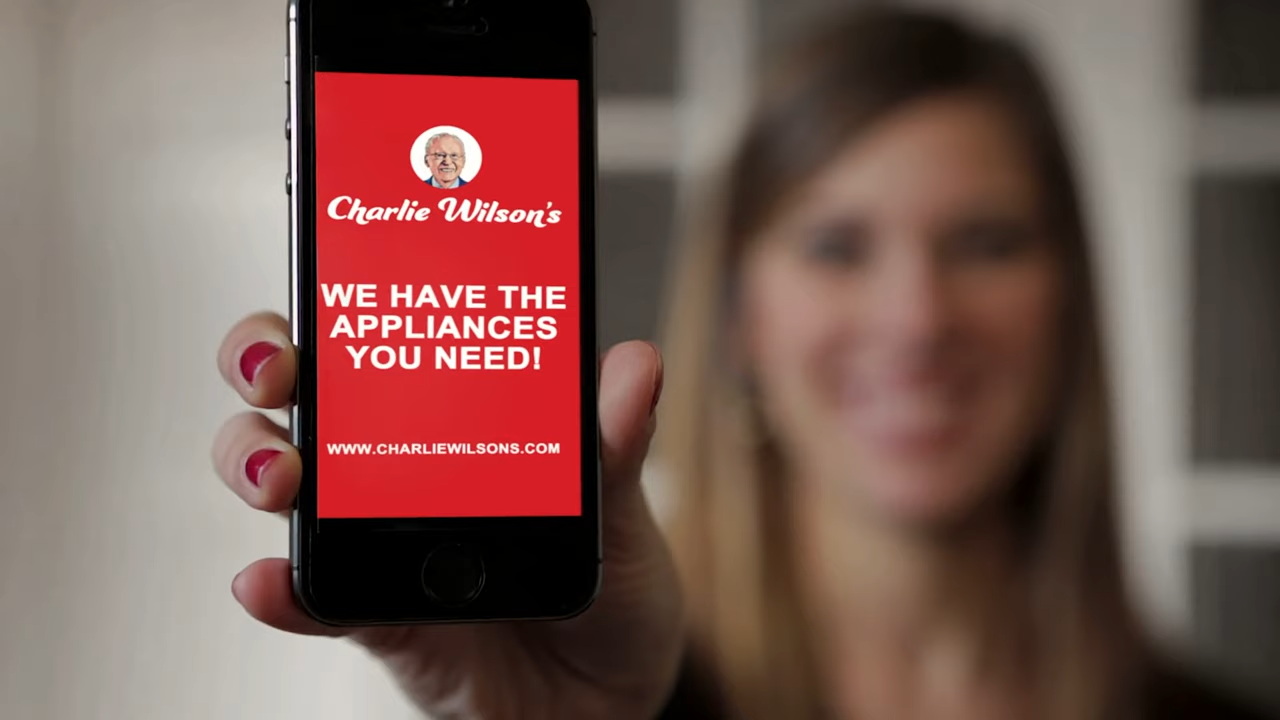 Charlie Wilson's
WE HAVE THE
APPLIANCES
YOU NEED!
WWW.CHARLIEWILSONS.COM